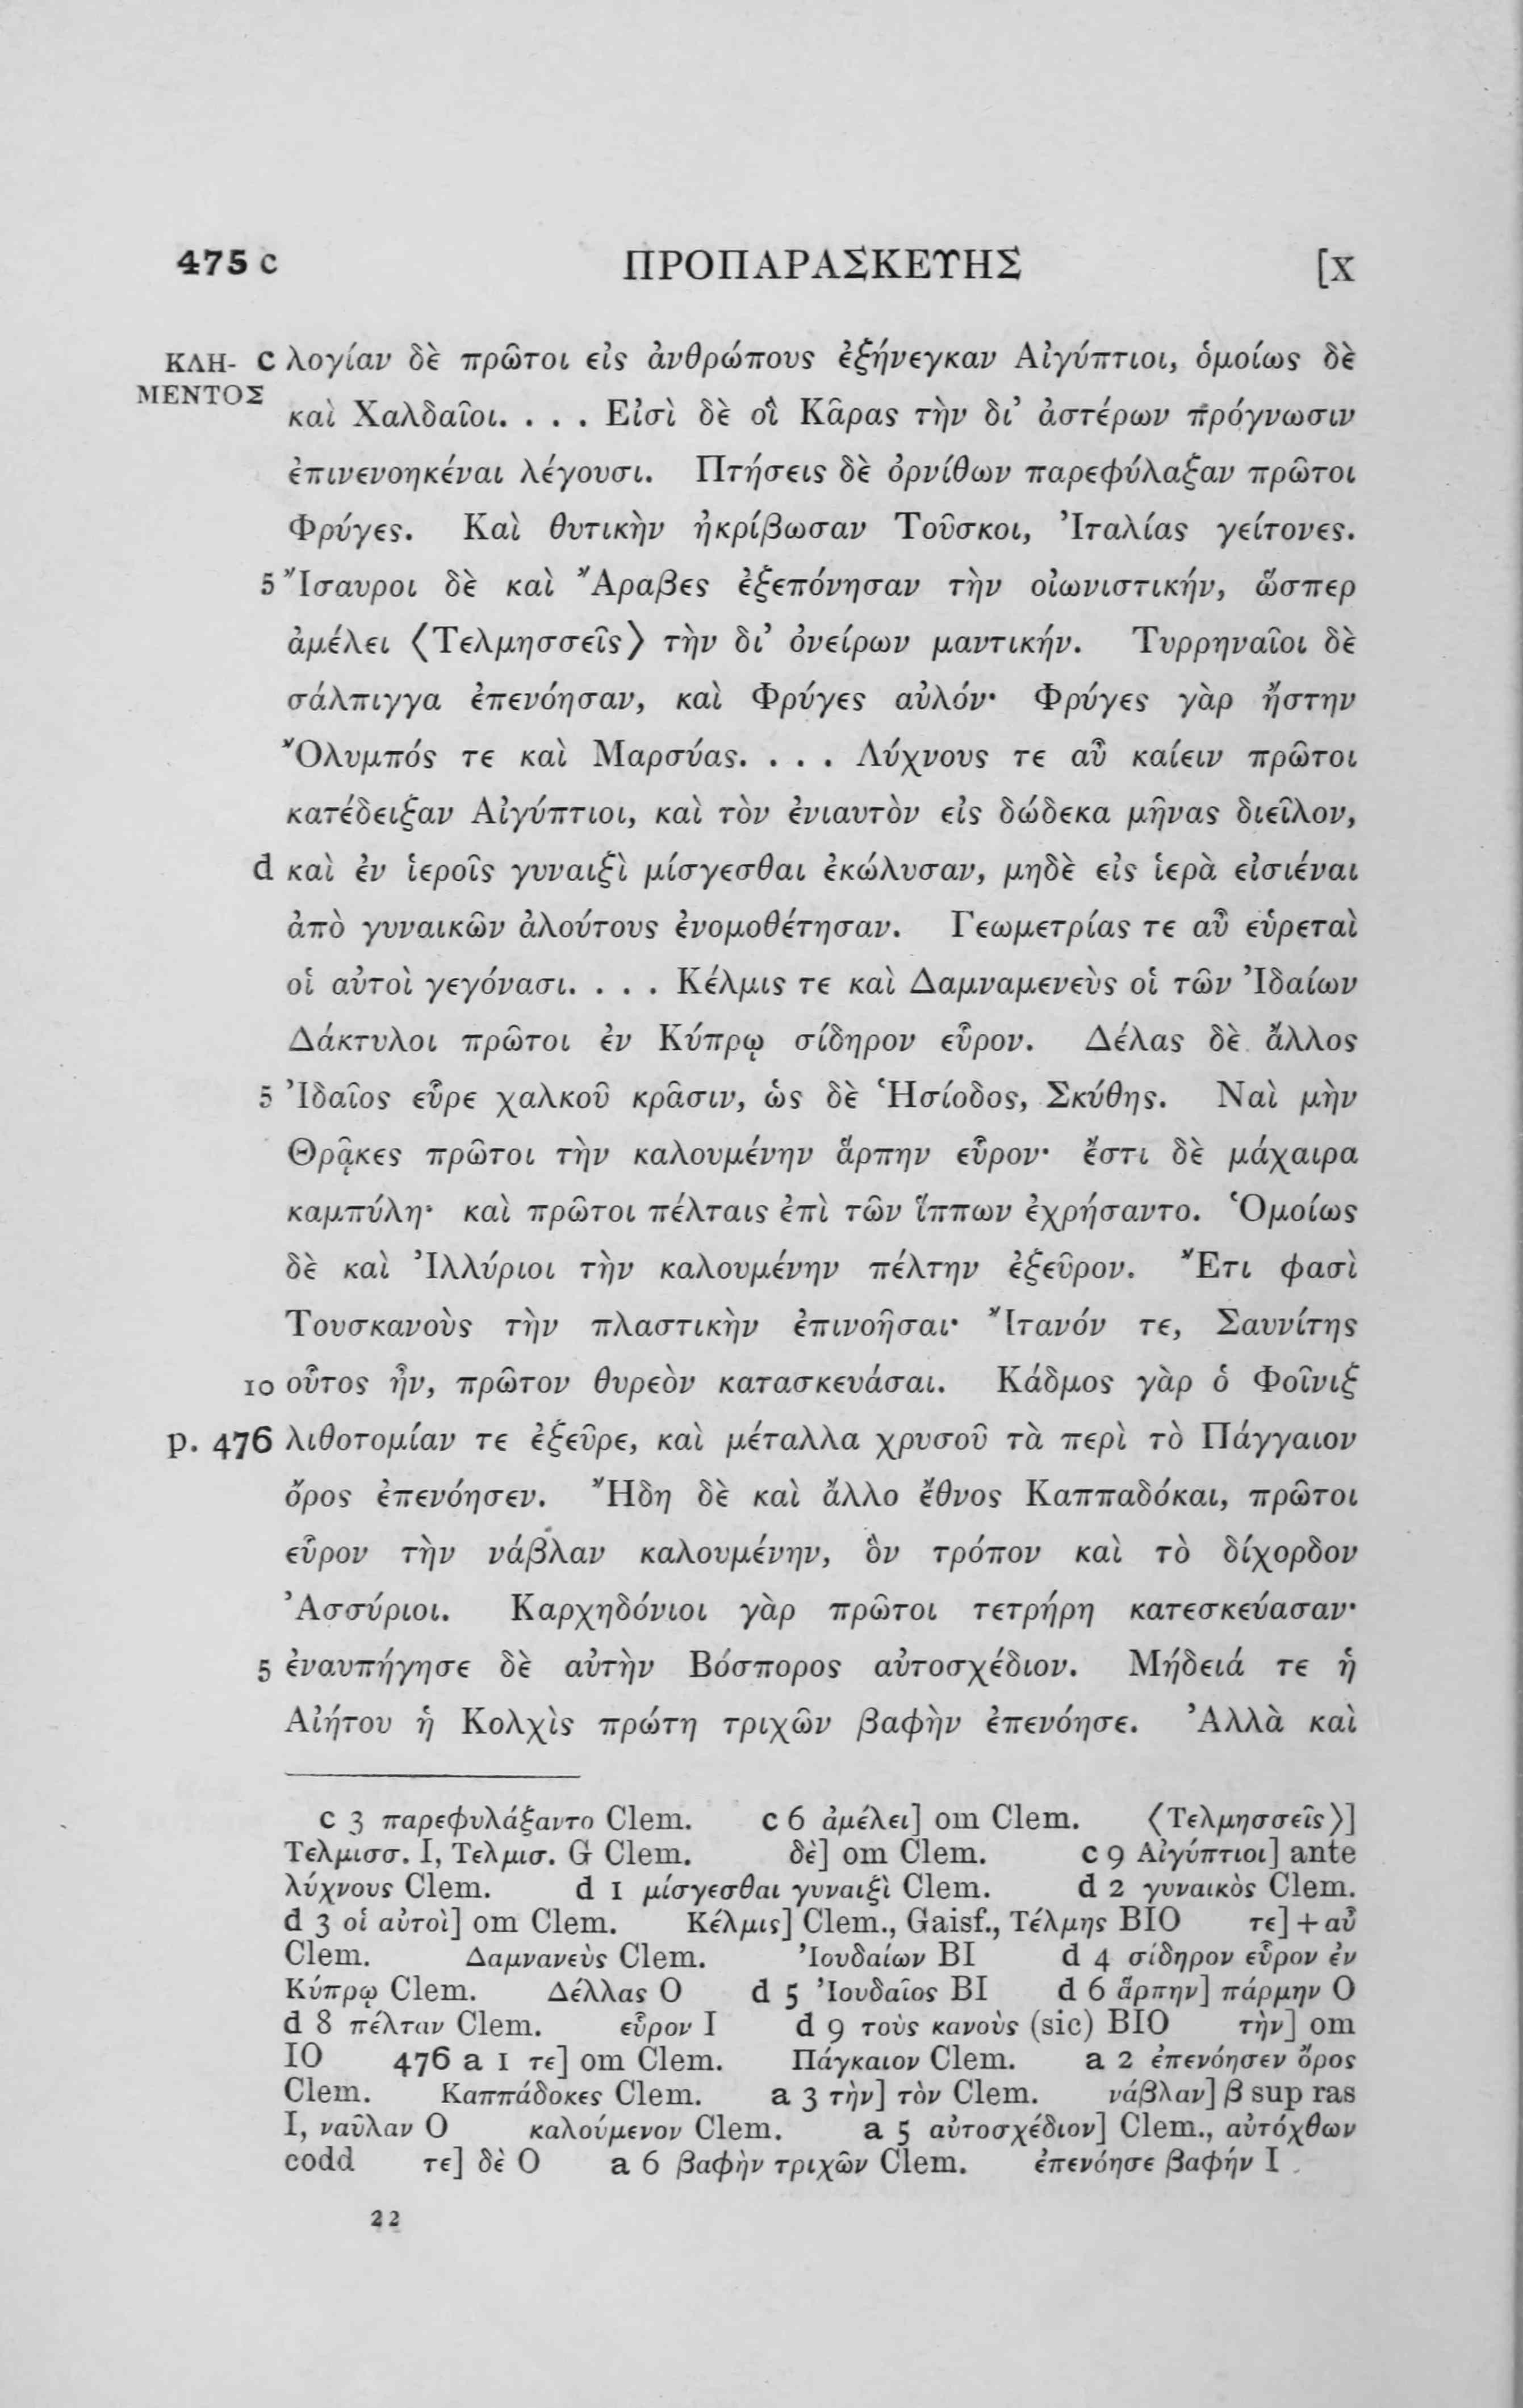 475 c ΠΡΟΠΑΡΑΣΚΕΥΗΣ [X
ΚΛΗ- c λογίαν δὲ πρῶτοι εἰς ἀνθρώπους ἐξήνεγκαν Αἰγύπτιοι, ὁμοίως δὲ
ΜΕΝΤΟΣ καὶ Χαλδαῖοι. . . . Εἰσὶ δὲ οἳ Κᾶρας τὴν δι’ ἀστέρων πρόγνωσιν
ἐπινενοηκέναι λέγουσι. Πτήσεις δὲ ὀρνίθων παρεφύλαξαν πρῶτοι
Φρύγες. Καὶ θυτικὴν ἠκρίβωσαν Τοῦσκοι, Ἰταλίας γείτονες.
5 Ἴσαυροι δὲ καὶ Ἄραβες ἐξεπόνησαν τὴν οἰωνιστικήν, ὥσπερ
ἀμέλει ⟨Τελμησσεῖς⟩ τὴν δι’ ὀνείρων μαντικήν. Τυρρηναῖοι δὲ
σάλπιγγα ἐπενόησαν, καὶ Φρύγες αὐλόν· Φρύγες γὰρ ἤστην
Ὄλυμπός τε καὶ Μαρσύας. . . . Λύχνους τε αὖ καίειν πρῶτοι
κατέδειξαν Αἰγύπτιοι, καὶ τὸν ἐνιαυτὸν εἰς δώδεκα μῆνας διεῖλον,
d καὶ ἐν ἱεροῖς γυναιξὶ μίσγεσθαι ἐκώλυσαν, μηδὲ εἰς ἱερὰ εἰσιέναι
ἀπὸ γυναικῶν ἀλούτους ἐνομοθέτησαν. Γεωμετρίας τε αὖ εὑρεταὶ
οἱ αὐτοὶ γεγόνασι. . . . Κέλμις τε καὶ Δαμναμενεὺς οἱ τῶν Ἰδαίων
Δάκτυλοι πρῶτοι ἐν Κύπρῳ σίδηρον εὗρον. Δέλας δὲ ἄλλος
5 Ἰδαῖος εὗρε χαλκοῦ κρᾶσιν, ὡς δὲ Ἡσίοδος, Σκύθης. Ναὶ μὴν
Θρᾷκες πρῶτοι τὴν καλουμένην ἅρπην εὗρον· ἔστι δὲ μάχαιρα
καμπύλη· καὶ πρῶτοι πέλταις ἐπὶ τῶν ἵππων ἐχρήσαντο. Ὁμοίως
δὲ καὶ Ἰλλύριοι τὴν καλουμένην πέλτην ἐξεῦρον. Ἔτι φασὶ
Τουσκανοὺς τὴν πλαστικὴν ἐπινοῆσαι· Ἴτανόν τε, Σαυνίτης
10 οὗτος ἦν, πρῶτον θυρεὸν κατασκευάσαι. Κάδμος γὰρ ὁ Φοῖνιξ
p. 476 λιθοτομίαν τε ἐξεῦρε, καὶ μέταλλα χρυσοῦ τὰ περὶ τὸ Πάγγαιον
ὄρος ἐπενόησεν. Ἤδη δὲ καὶ ἄλλο ἔθνος Καππαδόκαι, πρῶτοι
εὗρον τὴν νάβλαν καλουμένην, ὃν τρόπον καὶ τὸ δίχορδον
Ἀσσύριοι. Καρχηδόνιοι γὰρ πρῶτοι τετρήρη κατεσκεύασαν·
5 ἐναυπήγησε δὲ αὐτὴν Βόσπορος αὐτοσχέδιον. Μήδειά τε ἡ
Αἰήτου ἡ Κολχὶς πρώτη τριχῶν βαφὴν ἐπενόησε. Ἀλλὰ καὶ
c 3 παρεφυλάξαντο Clem. c 6 ἀμέλει] om Clem. ⟨Τελμησσεῖς⟩]
Τελμισσ. I, Τελμισ. G Clem. δὲ] om Clem. c 9 Αἰγύπτιοι] ante
λύχνους Clem. d 1 μίσγεσθαι γυναιξὶ Clem. d 2 γυναικὸς Clem.
d 3 οἱ αὐτοὶ] om Clem. Κέλμις] Clem., Gaisf., Τέλμης BIO τε] + αὖ
Clem. Δαμνανεὺς Clem. Ἰουδαίων BI d 4 σίδηρον εὗρον ἐν
Κύπρῳ Clem. Δέλλας O d 5 Ἰουδαῖος BI d 6 ἅρπην] πάρμην O
d 8 πέλταν Clem. εὗρον I d 9 τοὺς κανοὺς (sic) BIO τὴν] om
IO 476 a 1 τε] om Clem. Πάγκαιον Clem. a 2 ἐπενόησεν ὄρος
Clem. Καππάδοκες Clem. a 3 τὴν] τὸν Clem. νάβλαν] β sup ras
I, ναῦλαν O καλούμενον Clem. a 5 αὐτοσχέδιον] Clem., αὐτόχθων
codd τε] δὲ O a 6 βαφὴν τριχῶν Clem. ἐπενόησε βαφήν I
22